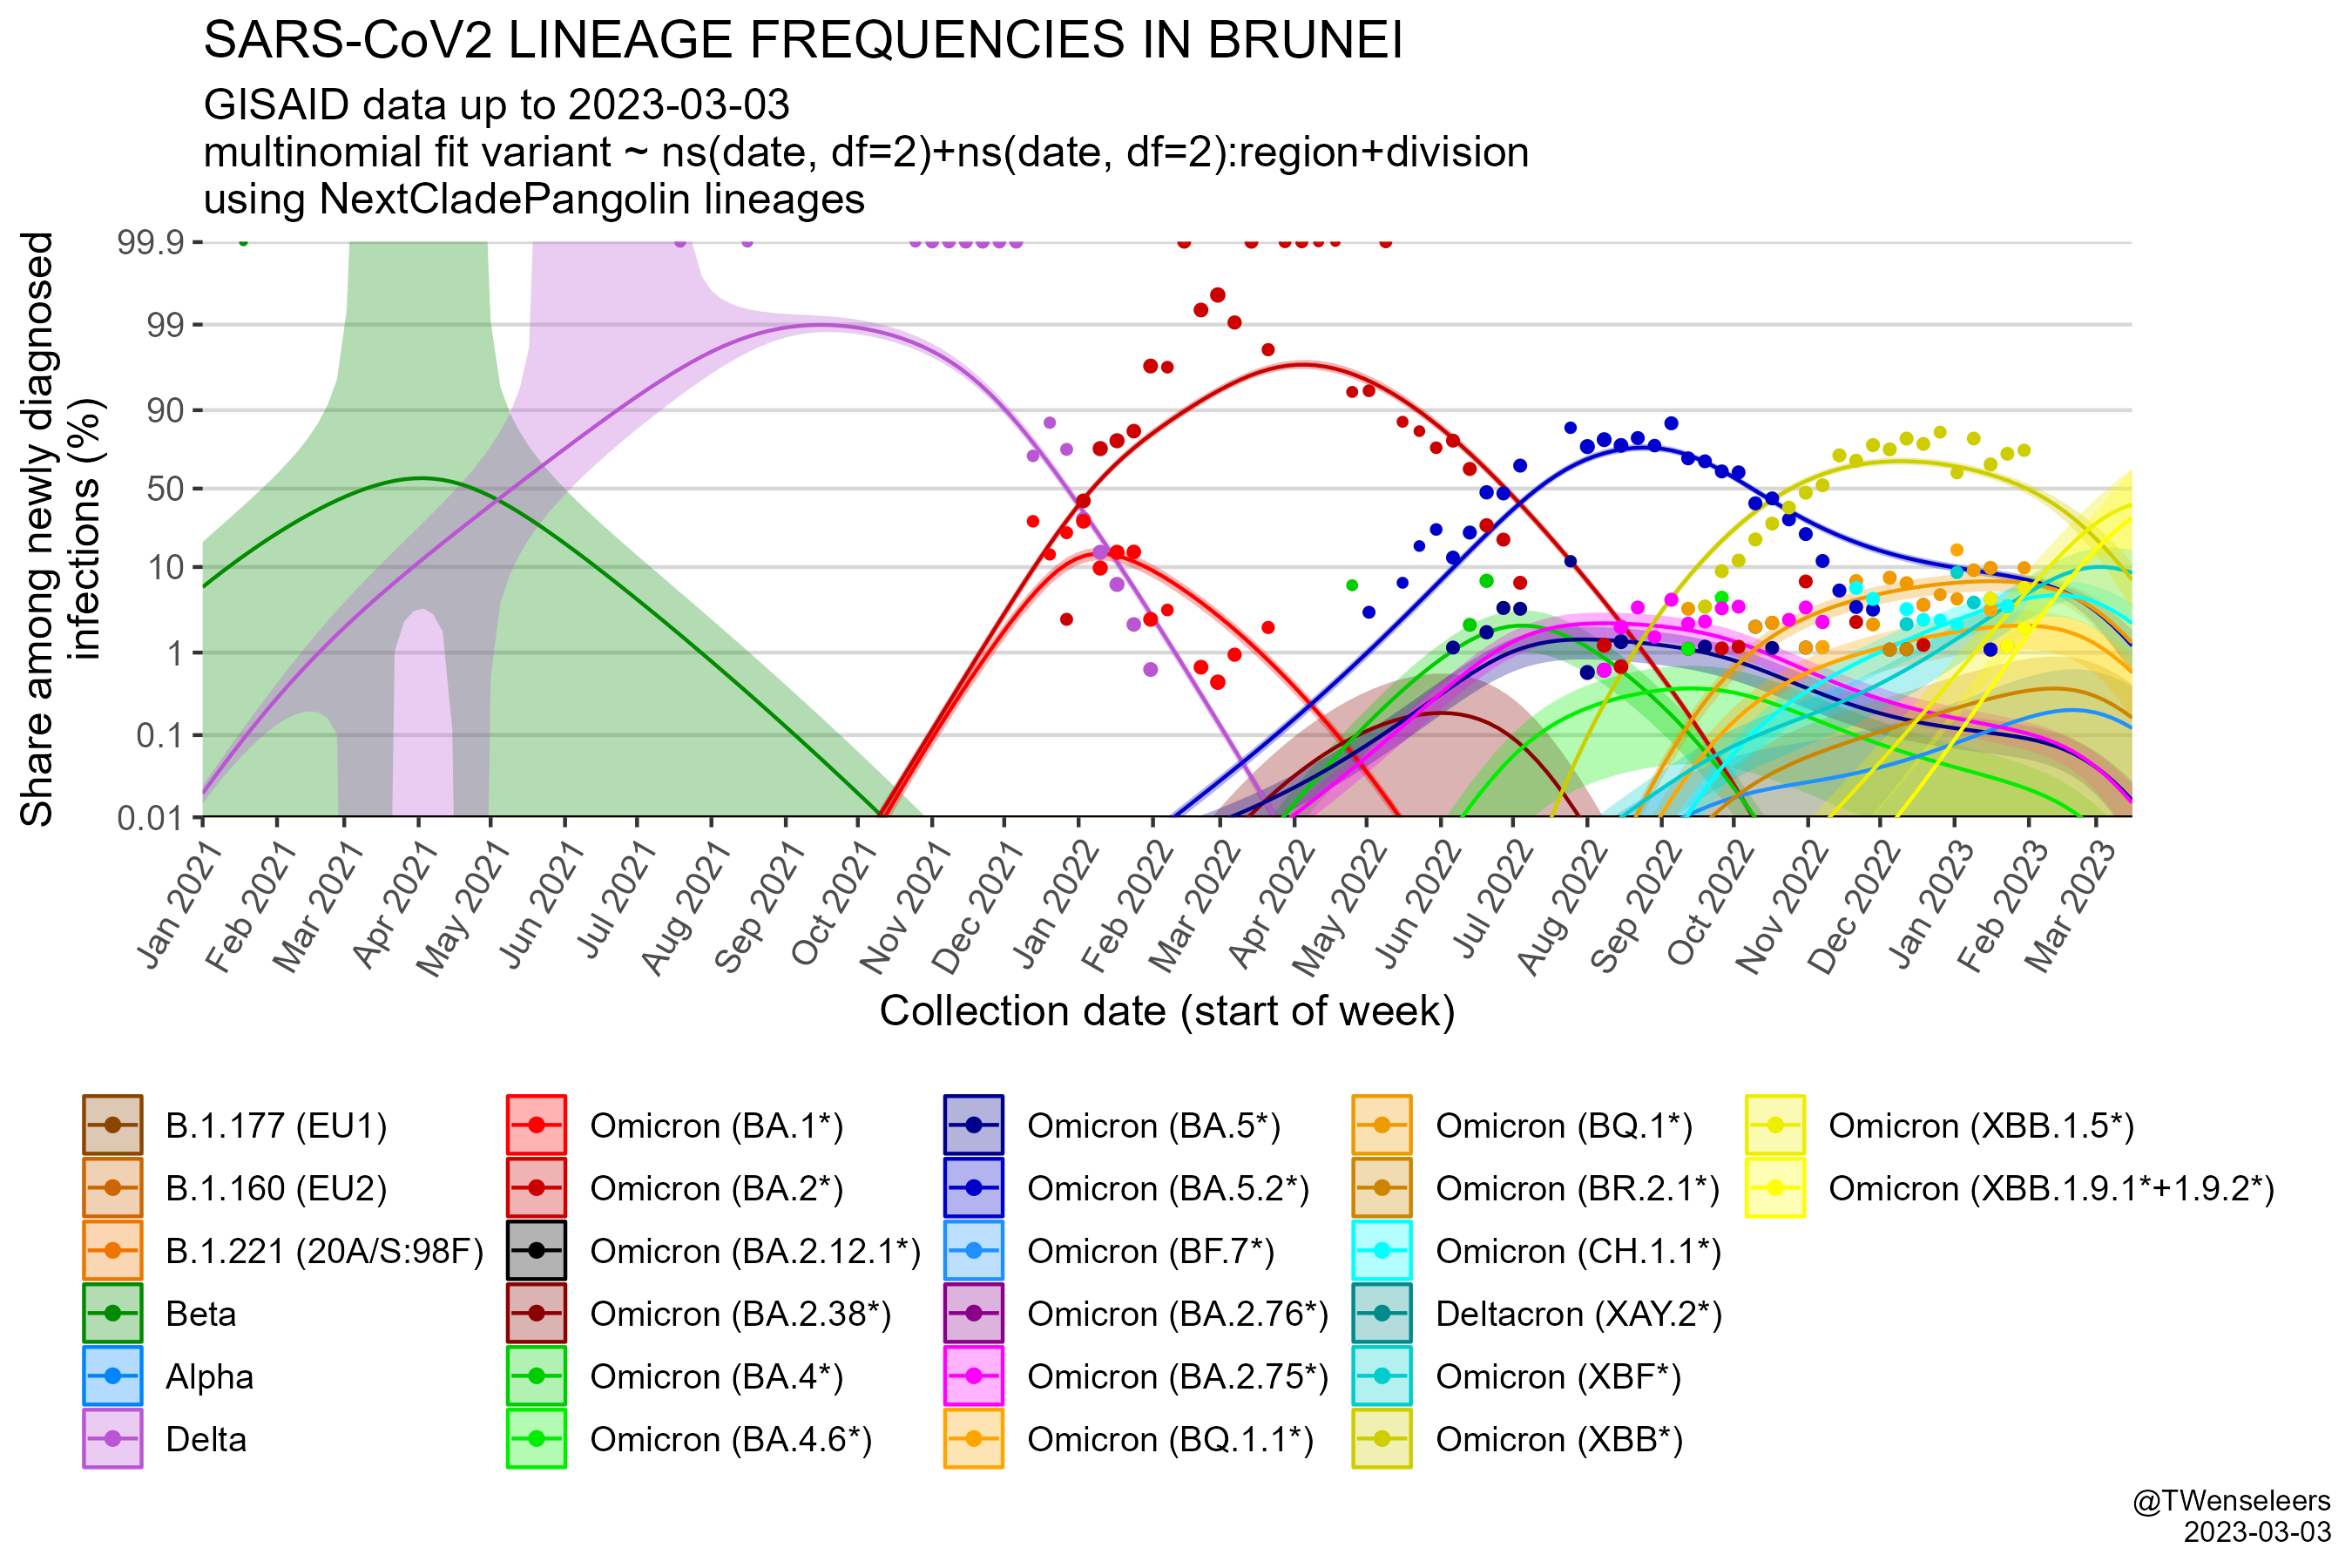 SARS-CoV2 LINEAGE FREQUENCIES IN BRUNEI
GISAID data up to 2023-03-03
multinomial fit variant ~ ns(date, df=2)+ns(date, df=2):region+division
using NextCladePangolin lineages
Share among newly diagnosed
infections (%)
99.9
99
90
50
10
1
0.1
0.01
Jan 2021
Feb 2021
Mar 2021
Apr 2021
May 2021
Jun 2021
Jul 2021
Aug 2021
Sep 2021
Oct 2021
Nov 2021
Dec 2021
Jan 2022
Feb 2022
Mar 2022
Apr 2022
May 2022
Jun 2022
Jul 2022
Aug 2022
Sep 2022
Oct 2022
Nov 2022
Dec 2022
Jan 2023
Feb 2023
Mar 2023
Collection date (start of week)
B.1.177 (EU1)
B.1.160 (EU2)
B.1.221 (20A/S:98F)
Beta
Alpha
Delta
Omicron (BA.1*)
Omicron (BA.2*)
Omicron (BA.2.12.1*)
Omicron (BA.2.38*)
Omicron (BA.4*)
Omicron (BA.4.6*)
Omicron (BA.5*)
Omicron (BA.5.2*)
Omicron (BF.7*)
Omicron (BA.2.76*)
Omicron (BA.2.75*)
Omicron (BQ.1.1*)
Omicron (BQ.1*)
Omicron (BR.2.1*)
Omicron (CH.1.1*)
Deltacron (XAY.2*)
Omicron (XBF*)
Omicron (XBB*)
Omicron (XBB.1.5*)
Omicron (XBB.1.9.1*+1.9.2*)
@TWenseleers
2023-03-03